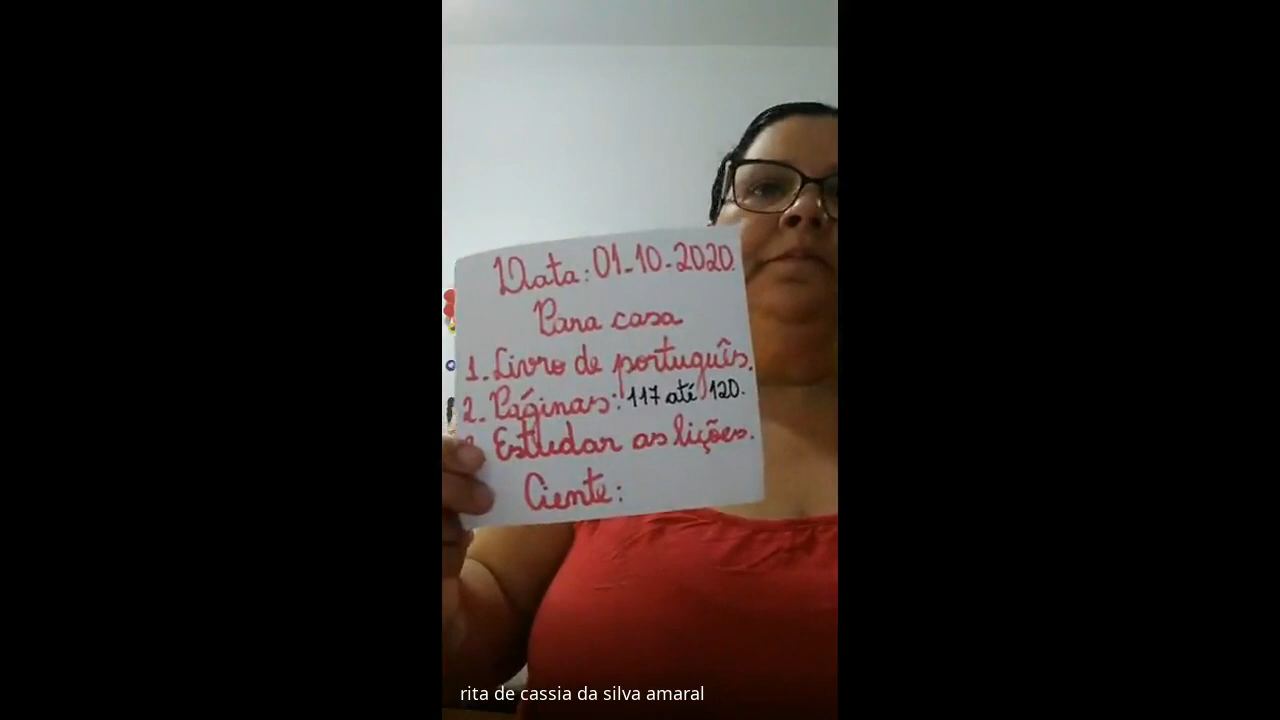 Data: 01-10-2020.
Para casa
1. Livro de português.
2. Páginas: 117 até 120.
Estudar as lições.
Ciente:
rita de cassia da silva amaral